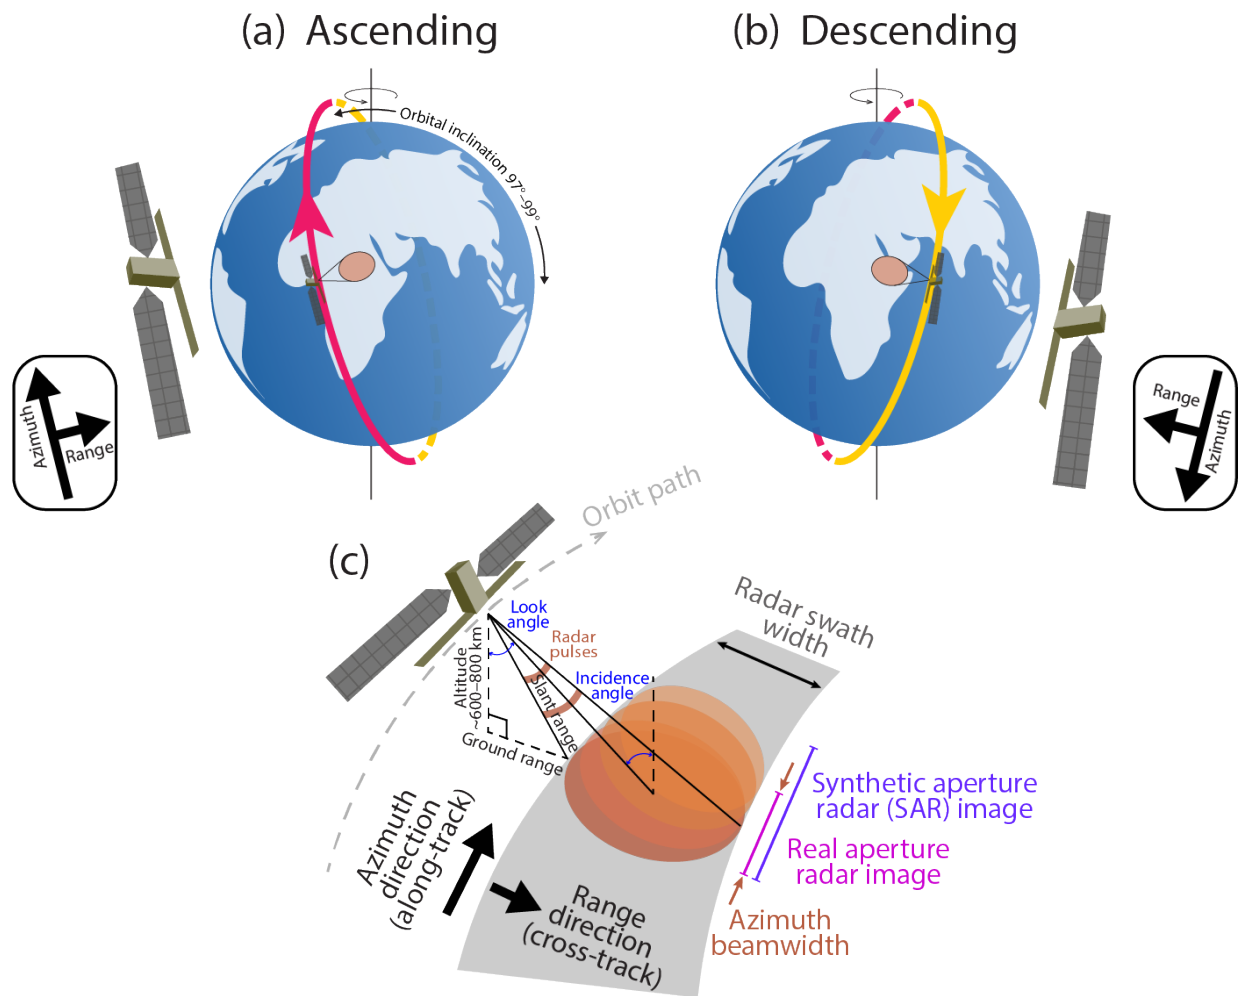 (a) Ascending
(b) Descending
Orbital inclination 97°–99°
Azimuth
Range
Range
Azimuth
(c)
Orbit path
Look
angle
Radar
pulses
Incidence
angle
Altitude
~600–800 km
Slant range
Ground range
Radar swath
width
Azimuth
direction
(along-track)
Range
direction
(cross-track)
Synthetic aperture
radar (SAR) image
Real aperture
radar image
Azimuth
beamwidth